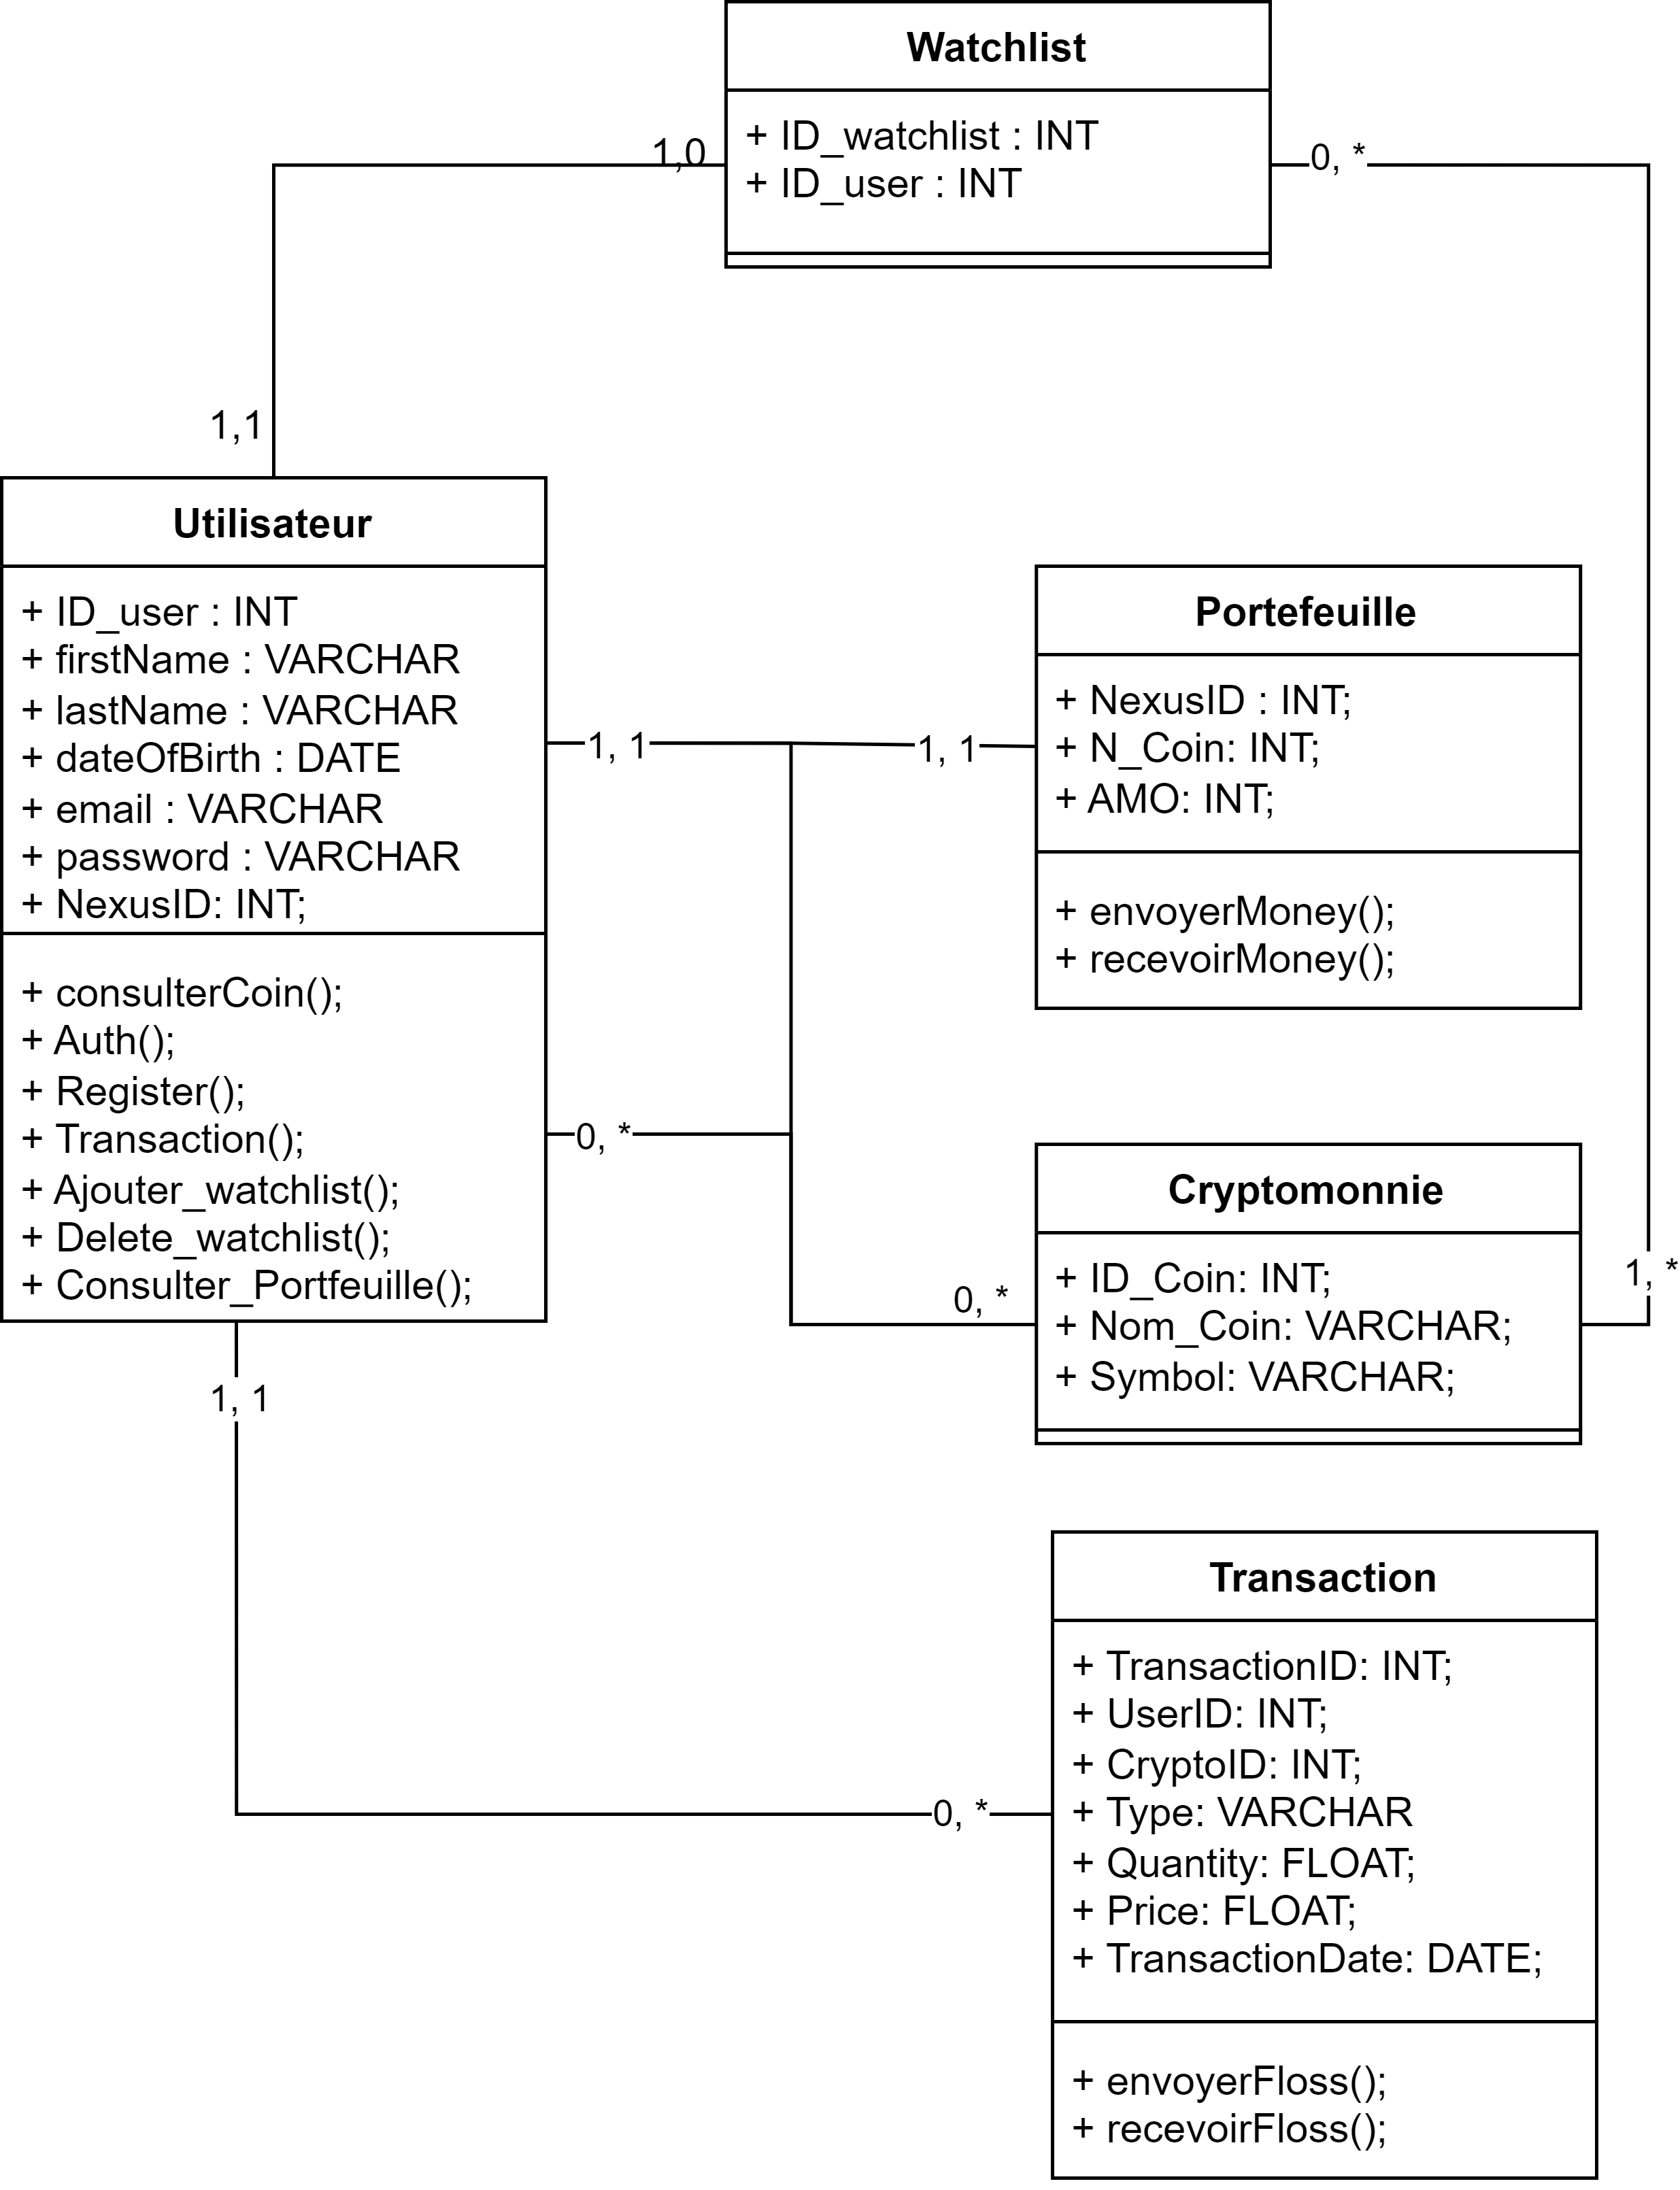 Watchlist
+ ID_watchlist : INT
+ ID_user : INT
1,0
0, *
1,1
Utilisateur
+ ID_user : INT
+ firstName : VARCHAR
+ lastName : VARCHAR
+ dateOfBirth : DATE
+ email : VARCHAR
+ password : VARCHAR
+ NexusID: INT;
+ consulterCoin();
+ Auth();
+ Register();
+ Transaction();
+ Ajouter_watchlist();
+ Delete_watchlist();
+ Consulter_Portfeuille();
1, 1
1, 1
Portefeuille
+ NexusID : INT;
+ N_Coin: INT;
+ AMO: INT;
+ envoyerMoney();
+ recevoirMoney();
0, *
0, *
Cryptomonnie
+ ID_Coin: INT;
+ Nom_Coin: VARCHAR;
+ Symbol: VARCHAR;
1, *
1, 1
0, *
Transaction
+ TransactionID: INT;
+ UserID: INT;
+ CryptoID: INT;
+ Type: VARCHAR
+ Quantity: FLOAT;
+ Price: FLOAT;
+ TransactionDate: DATE;
+ envoyerFloss();
+ recevoirFloss();